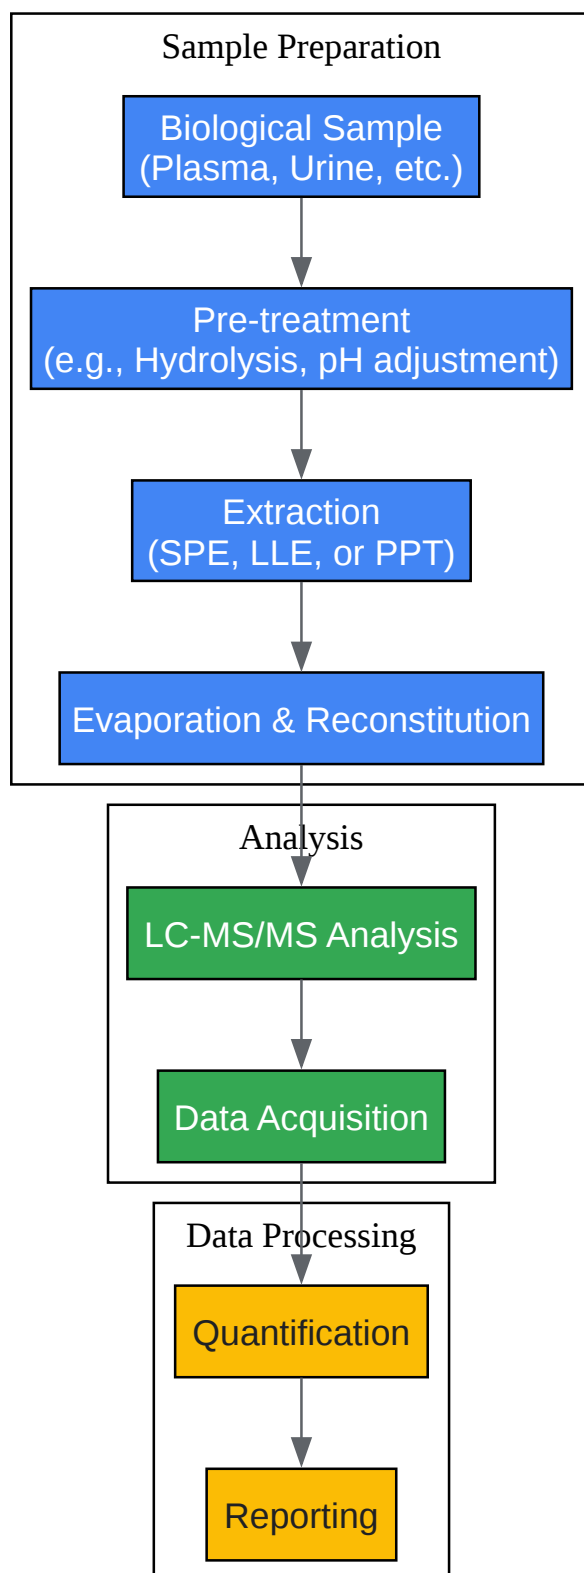 Sample Preparation
Biological Sample
(Plasma, Urine, etc.)
Pre-treatment
(e.g., Hydrolysis, pH adjustment)
Extraction
(SPE, LLE, or PPT)
Evaporation & Reconstitution
Analysis
LC-MS/MS Analysis
Data Acquisition
Data Processing
Quantification
Reporting